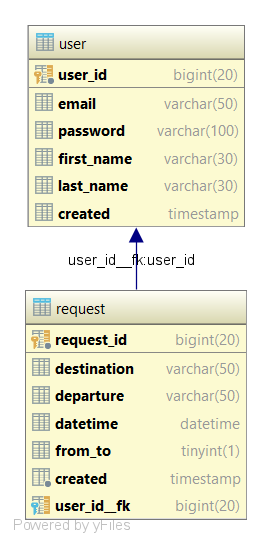 user
user_id bigint(20)
email varchar(50)
password varchar(100)
first_name varchar(30)
last_name varchar(30)
created timestamp
user_id__fk:user_id
request
request_id bigint(20)
destination varchar(50)
departure varchar(50)
datetime datetime
from_to tinyint(1)
created timestamp
user_id__fk bigint(20)
Powered by yFiles